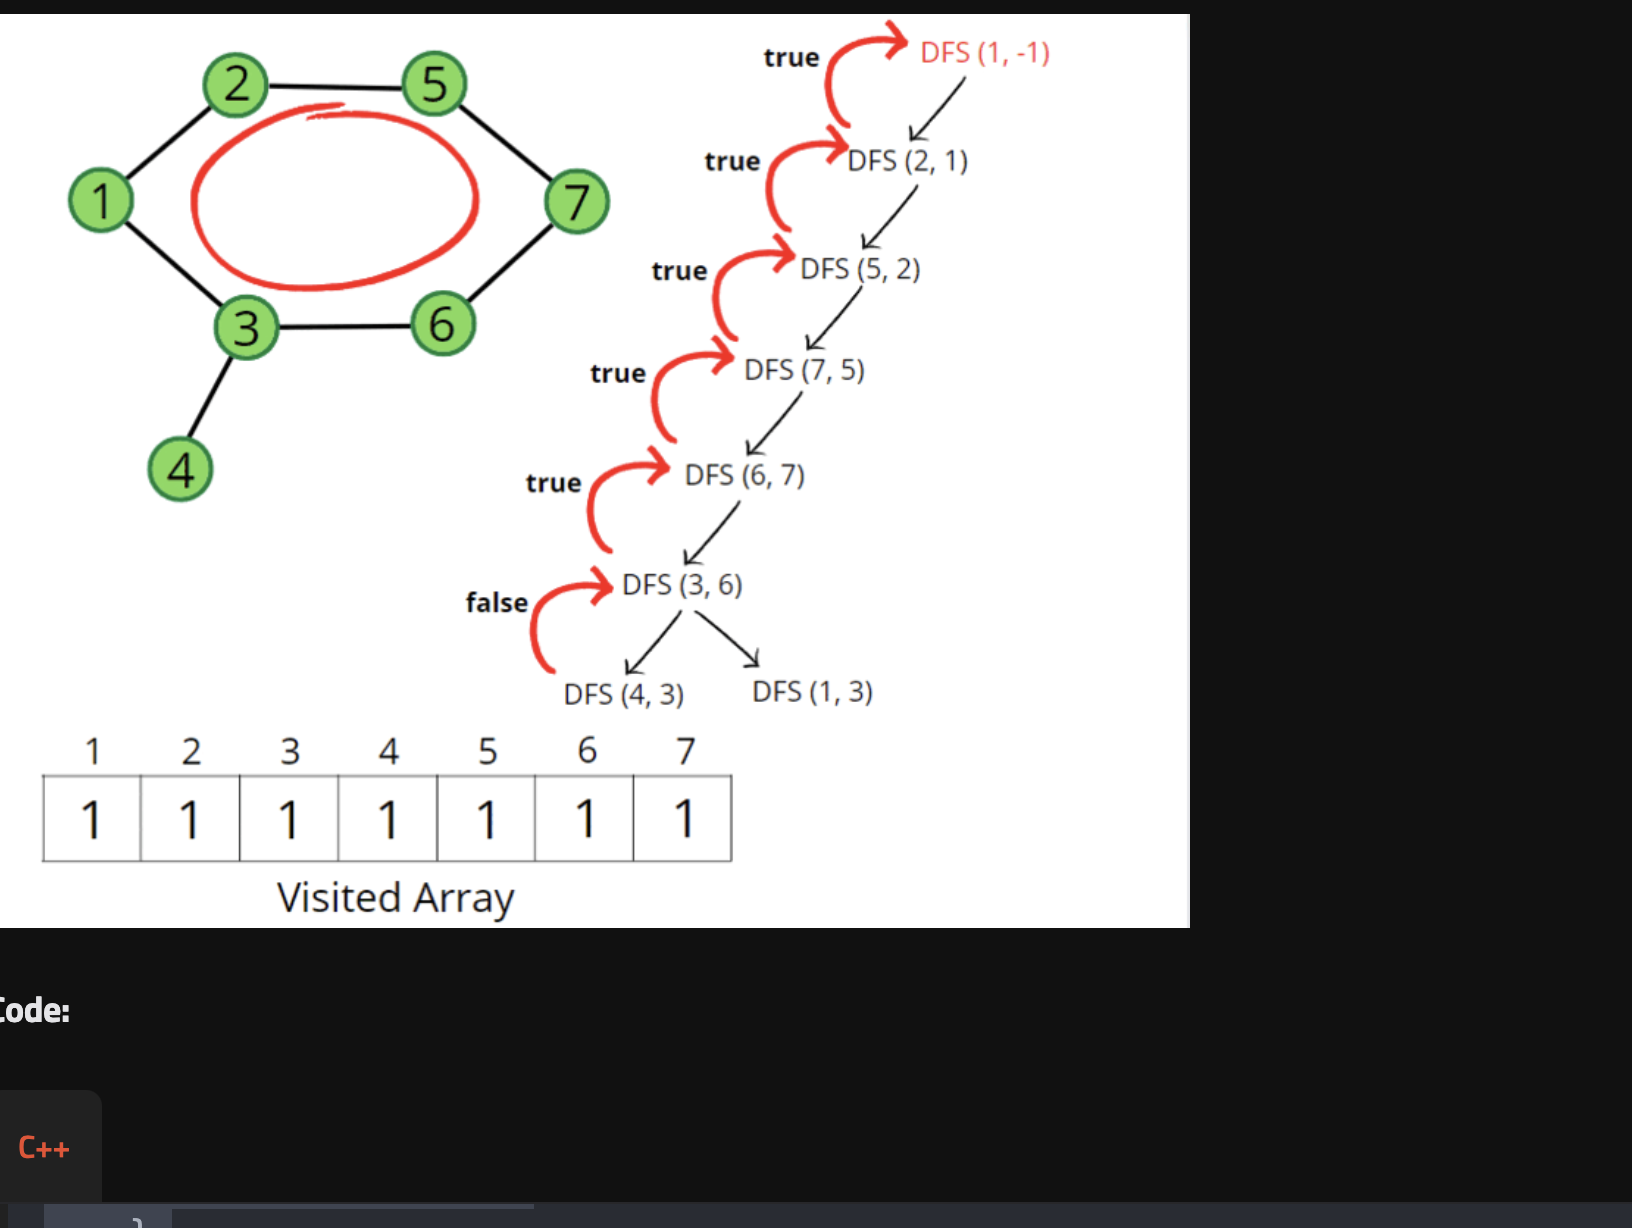 2 5
1 7
3 6
4
true DFS (1, -1)
true DFS (2, 1)
true DFS (5, 2)
true DFS (7, 5)
true DFS (6, 7)
false DFS (3, 6)
DFS (4, 3) DFS (1, 3)
1 2 3 4 5 6 7
1 1 1 1 1 1 1
Visited Array
Code:
C++
}